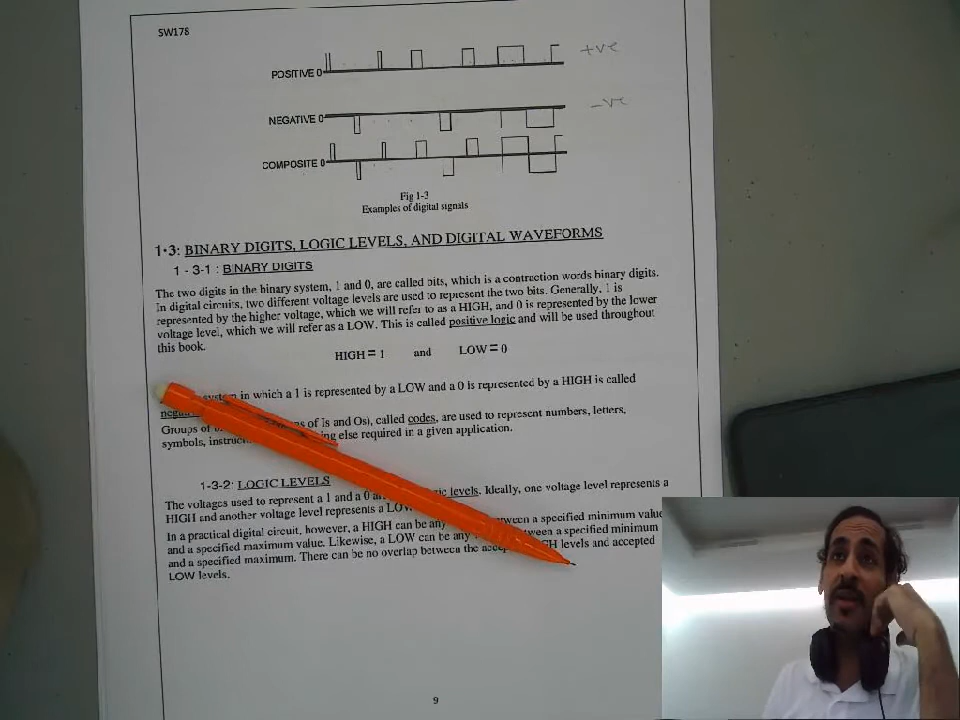 SW178
POSITIVE 0
+ve
NEGATIVE 0
-ve
COMPOSITE 0
Fig 1-3
Examples of digital signals
1·3: BINARY DIGITS, LOGIC LEVELS, AND DIGITAL WAVEFORMS
1 - 3-1 : BINARY DIGITS
The two digits in the binary system, 1 and 0, are called bits, which is a contrection words binary digits.
In digital circuits, two different voltage levels are used to represent the two bits. Generally, 1 is
represented by the higher voltage, which we will refer to as a HIGH, and 0 is represented by the lower
voltage level, which we will refer as a LOW. This is called positive logic and will be used throughout
this book.
HIGH = 1 and LOW = 0
system in which a 1 is represented by a LOW and a 0 is represented by a HIGH is called
Groups of of 1s and Os), called codes, are used to represent numbers, letters,
symbols, else required in a given application.
1-3-2: LOGIC LEVELS
The voltages used to represent a 1 and a 0 levels. Ideally, one voltage level represents a
HIGH and another voltage level represents a LOW
In a practical digital circuit, however, a HIGH can be any between a specified minimum value
and a specified maximum value. Likewise, a LOW can be any between a specified minimum
and a specified maximum. There can be no overlap between the levels and accepted
LOW levels.
9